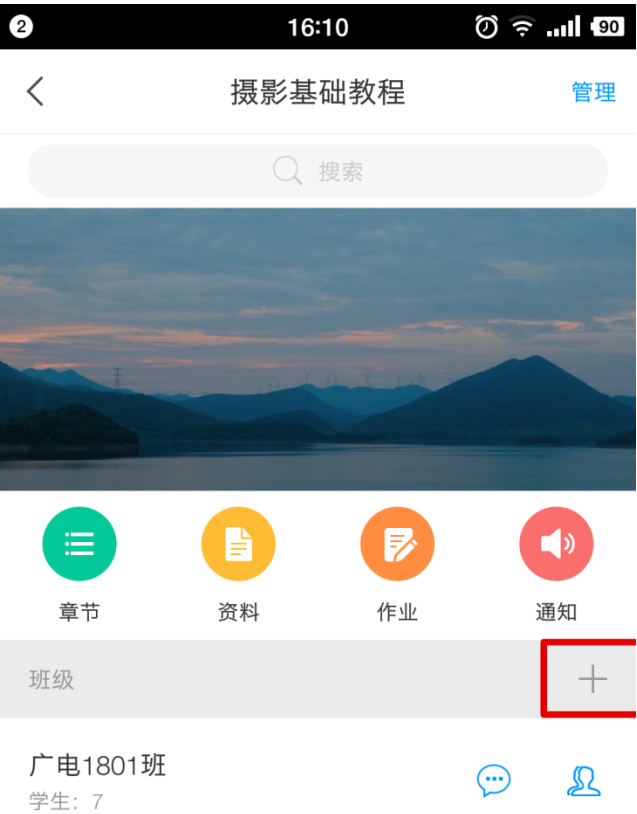 2 16:10 90
摄影基础教程 管理
搜索
章节 资料 作业 通知
班级
广电1801班
学生：7